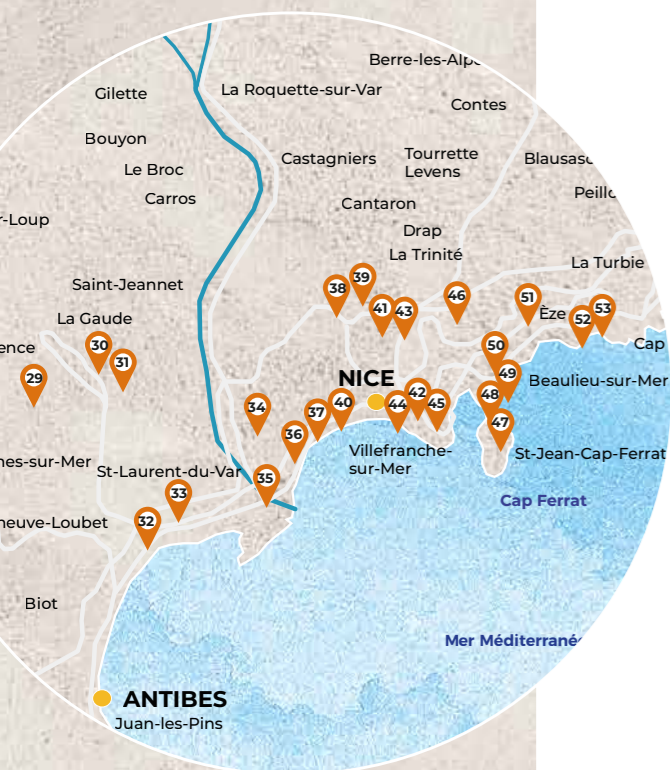 Berre-les-Alpe
Gilette
La Roquette-sur-Var
Contes
Bouyon
Castagniers
Tourrette
Levens
Blausasc
Le Broc
Carros
Cantaron
Peillo
r-Loup
Drap
La Trinité
La Turbie
Saint-Jeannet
39
38
46
51
41
43
Èze
53
52
La Gaude
30
31
ence
29
50
Cap
49
Beaulieu-sur-Mer
NICE
48
34
37
40
44
42
45
47
36
Villefranche-
sur-Mer
St-Jean-Cap-Ferrat
nes-sur-Mer
St-Laurent-du-Var
35
33
Cap Ferrat
neuve-Loubet
32
Biot
Mer Méditerrané
ANTIBES
Juan-les-Pins